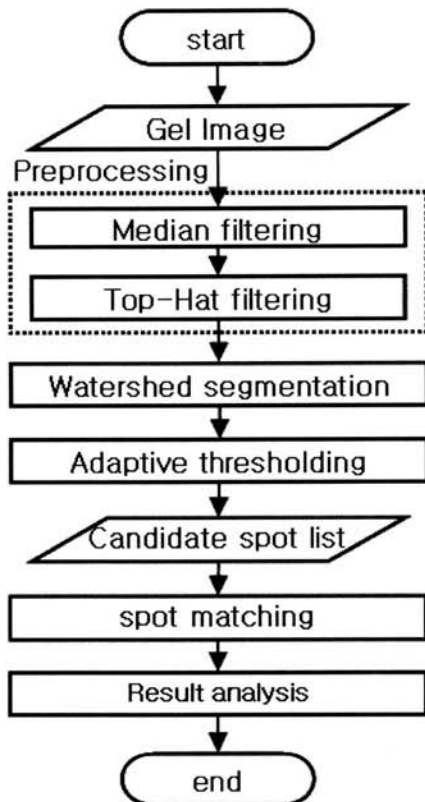 start
Gel Image
Preprocessing
Median filtering
Top-Hat filtering
Watershed segmentation
Adaptive thresholding
Candidate spot list
spot matching
Result analysis
end